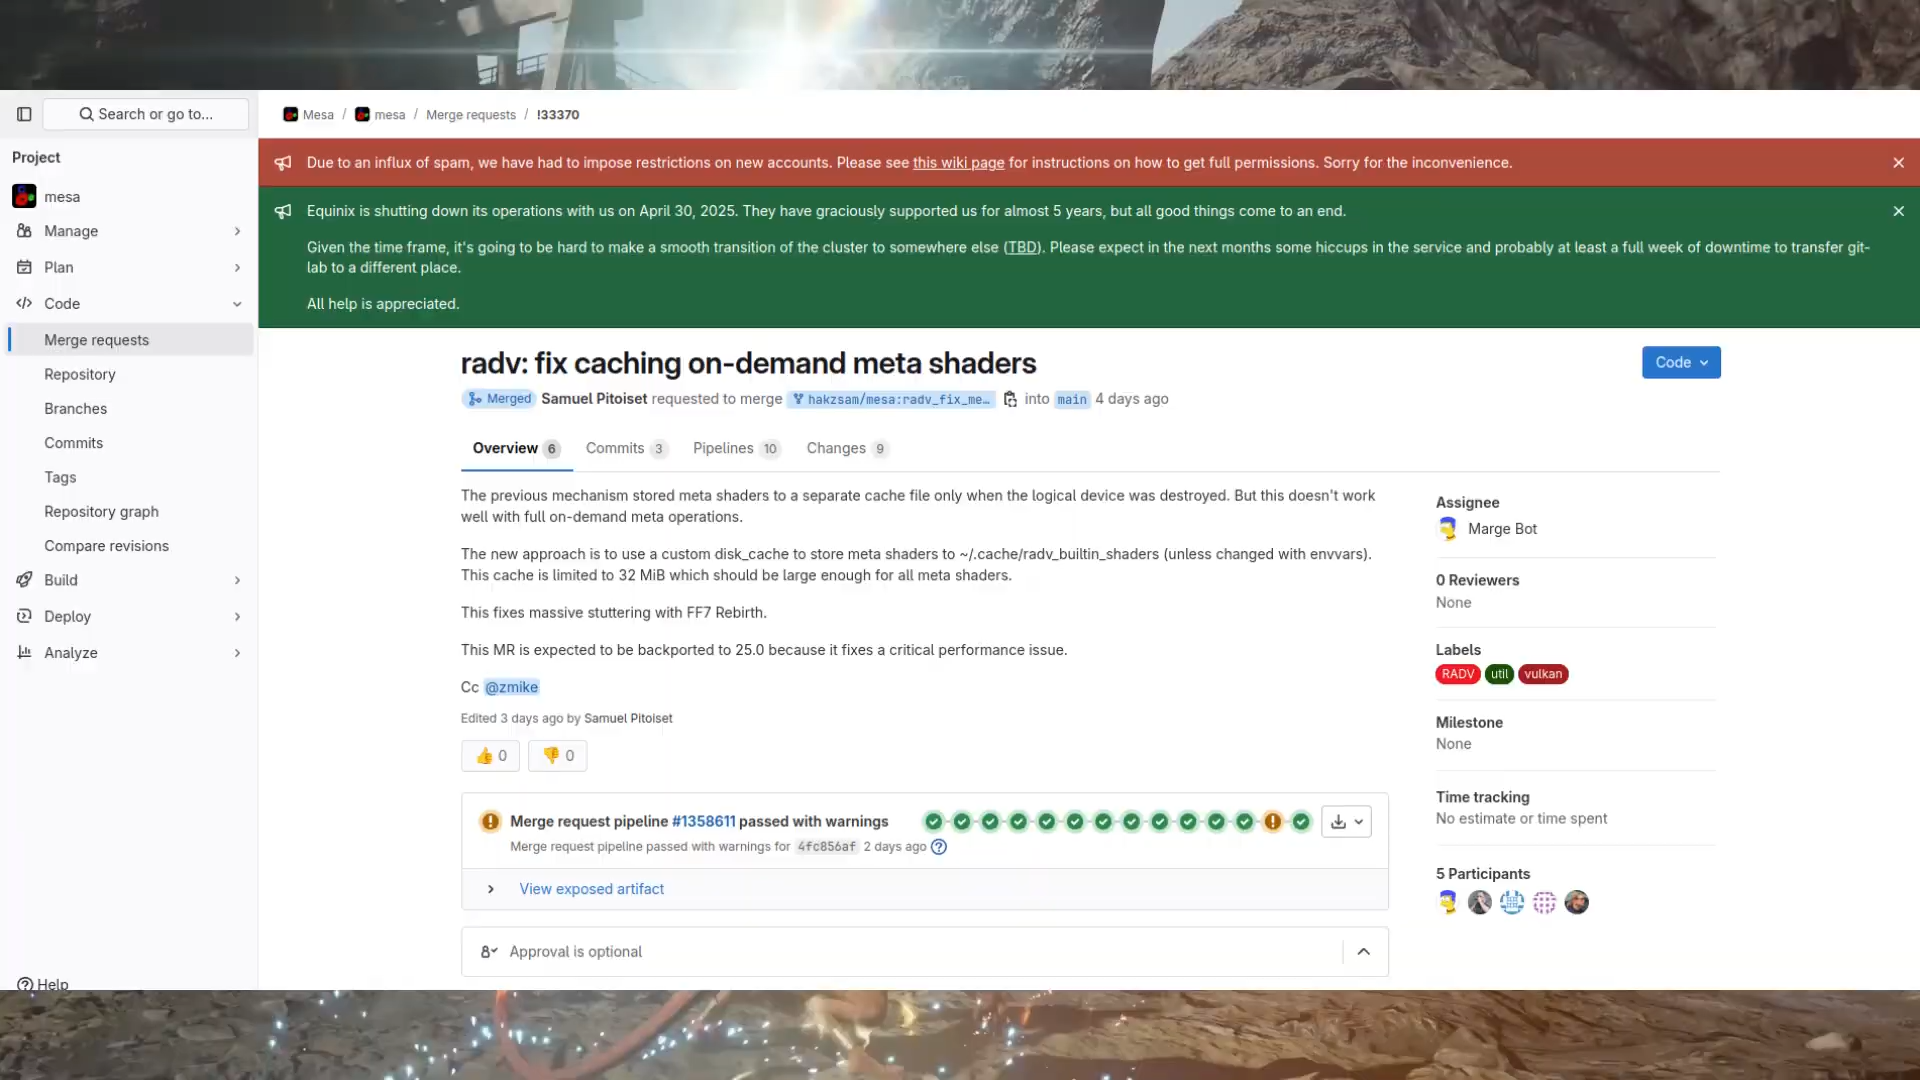 Search or go to...
Mesa / mesa / Merge requests / !33370
Project
mesa
Manage
Plan
Code
Merge requests
Repository
Branches
Commits
Tags
Repository graph
Compare revisions
Build
Deploy
Analyze
Help
Due to an influx of spam, we have had to impose restrictions on new accounts. Please see this wiki page for instructions on how to get full permissions. Sorry for the inconvenience.
Equinix is shutting down its operations with us on April 30, 2025. They have graciously supported us for almost 5 years, but all good things come to an end.
Given the time frame, it's going to be hard to make a smooth transition of the cluster to somewhere else (TBD). Please expect in the next months some hiccups in the service and probably at least a full week of downtime to transfer git-
lab to a different place.
All help is appreciated.
radv: fix caching on-demand meta shaders
Code
Merged Samuel Pitoiset requested to merge hakzsam/mesa:radv_fix_me… into main 4 days ago
Overview 6 Commits 3 Pipelines 10 Changes 9
The previous mechanism stored meta shaders to a separate cache file only when the logical device was destroyed. But this doesn't work
well with full on-demand meta operations.
The new approach is to use a custom disk_cache to store meta shaders to ~/.cache/radv_builtin_shaders (unless changed with envvars).
This cache is limited to 32 MiB which should be large enough for all meta shaders.
This fixes massive stuttering with FF7 Rebirth.
This MR is expected to be backported to 25.0 because it fixes a critical performance issue.
Cc @zmike
Edited 3 days ago by Samuel Pitoiset
👍 0 👎 0
Merge request pipeline #1358611 passed with warnings
Merge request pipeline passed with warnings for 4fc856af 2 days ago
View exposed artifact
Approval is optional
Assignee
Marge Bot
0 Reviewers
None
Labels
RADV util vulkan
Milestone
None
Time tracking
No estimate or time spent
5 Participants